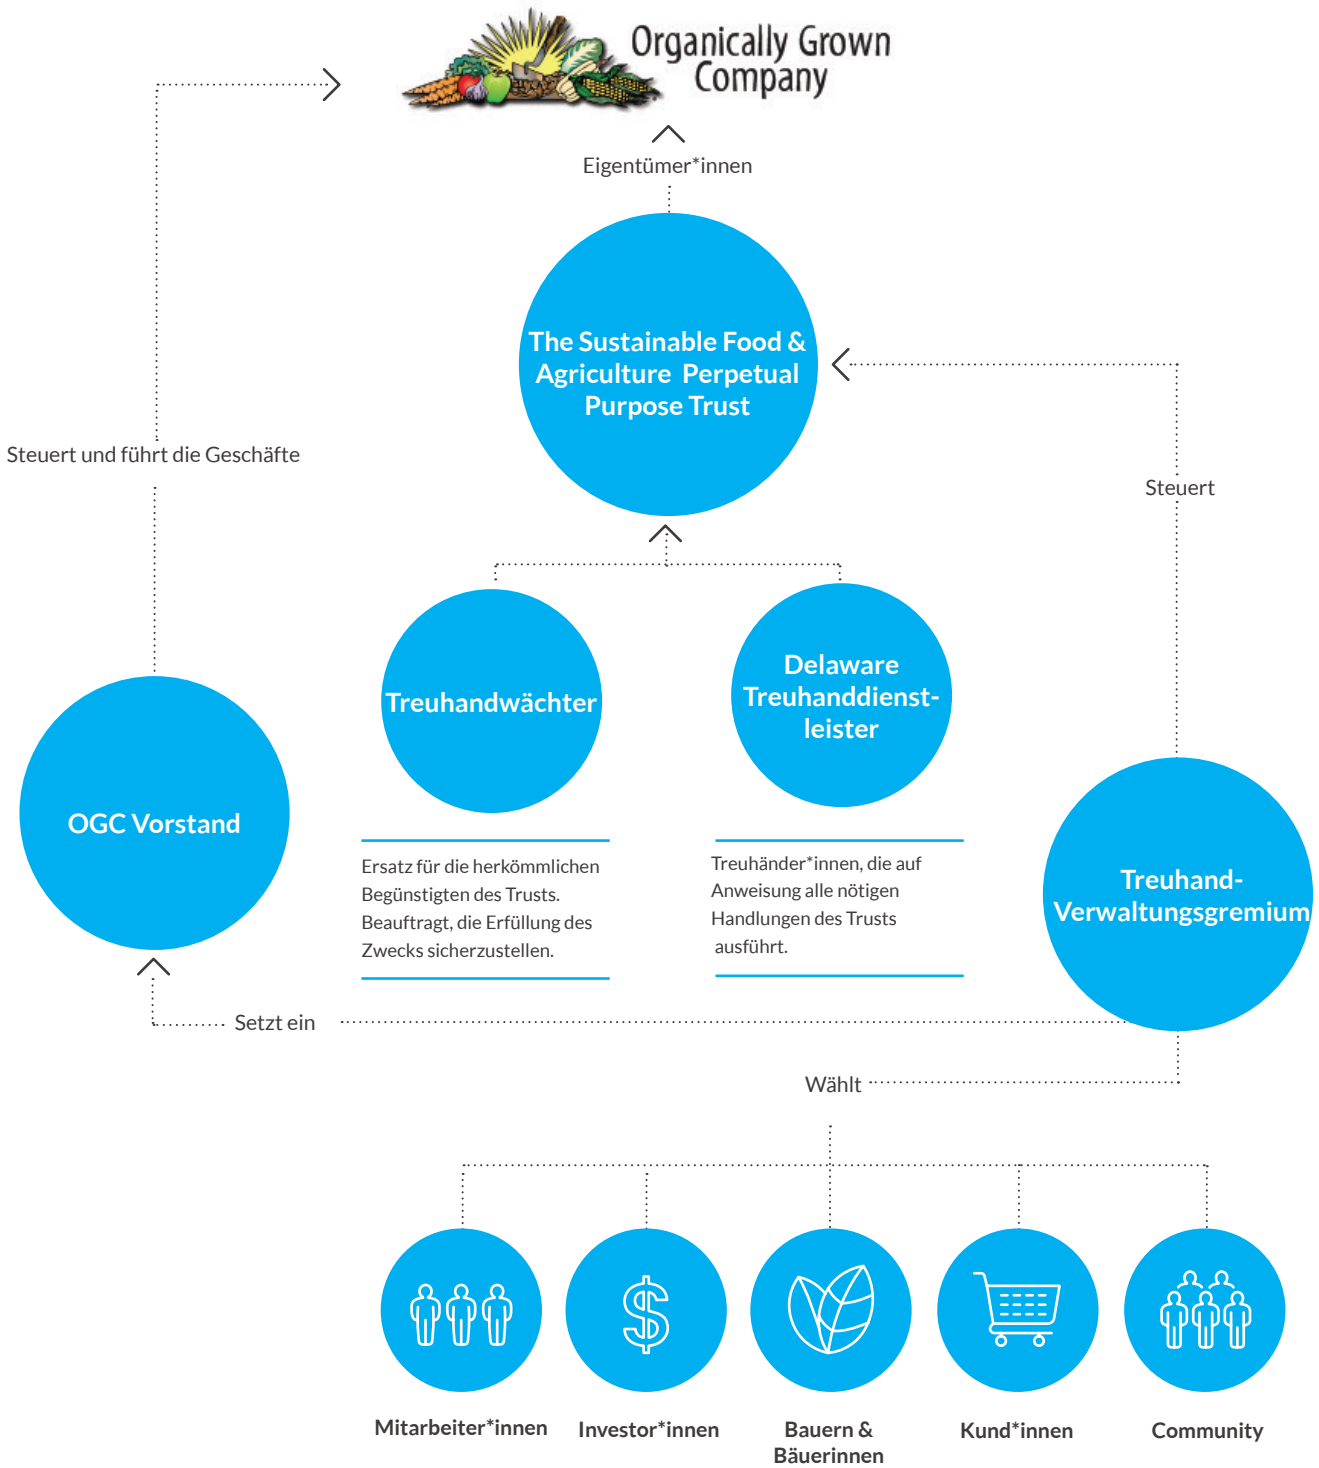 Organically Grown
Company
Eigentümer*innen
The Sustainable Food &
Agriculture Perpetual
Purpose Trust
Steuert und führt die Geschäfte
Steuert
Treuhandwächter
Delaware
Treuhanddienst-
leister
OGC Vorstand
Ersatz für die herkömmlichen
Begünstigten des Trusts.
Beauftragt, die Erfüllung des
Zwecks sicherzustellen.
Treuhänder*innen, die auf
Anweisung alle nötigen
Handlungen des Trusts
ausführt.
Treuhand-
Verwaltungsgremium
Setzt ein
Wählt
Mitarbeiter*innen
Investor*innen
Bauern &
Bäuerinnen
Kund*innen
Community